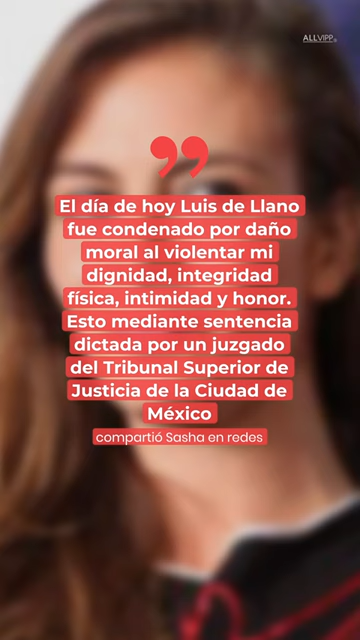 ALLVIPP
El día de hoy Luis de Llano
fue condenado por daño
moral al violentar mi
dignidad, integridad
física, intimidad y honor.
Esto mediante sentencia
dictada por un juzgado
del Tribunal Superior de
Justicia de la Ciudad de
México
compartió Sasha en redes